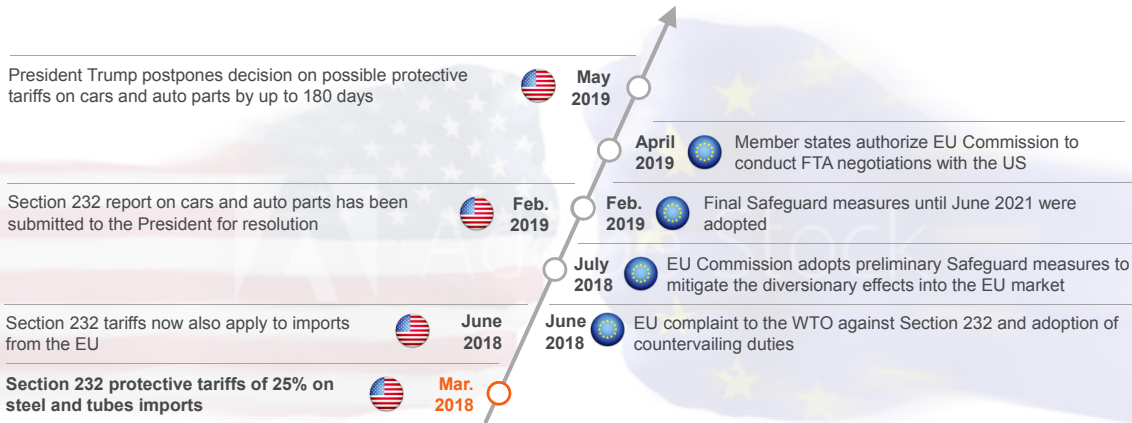 President Trump postpones decision on possible protective
tariffs on cars and auto parts by up to 180 days
May
2019
April
2019
Member states authorize EU Commission to
conduct FTA negotiations with the US
Section 232 report on cars and auto parts has been
submitted to the President for resolution
Feb.
2019
Feb.
2019
Final Safeguard measures until June 2021 were
adopted
July
2018
EU Commission adopts preliminary Safeguard measures to
mitigate the diversionary effects into the EU market
Section 232 tariffs now also apply to imports
from the EU
June
2018
June
2018
EU complaint to the WTO against Section 232 and adoption of
countervailing duties
Section 232 protective tariffs of 25% on
steel and tubes imports
Mar.
2018